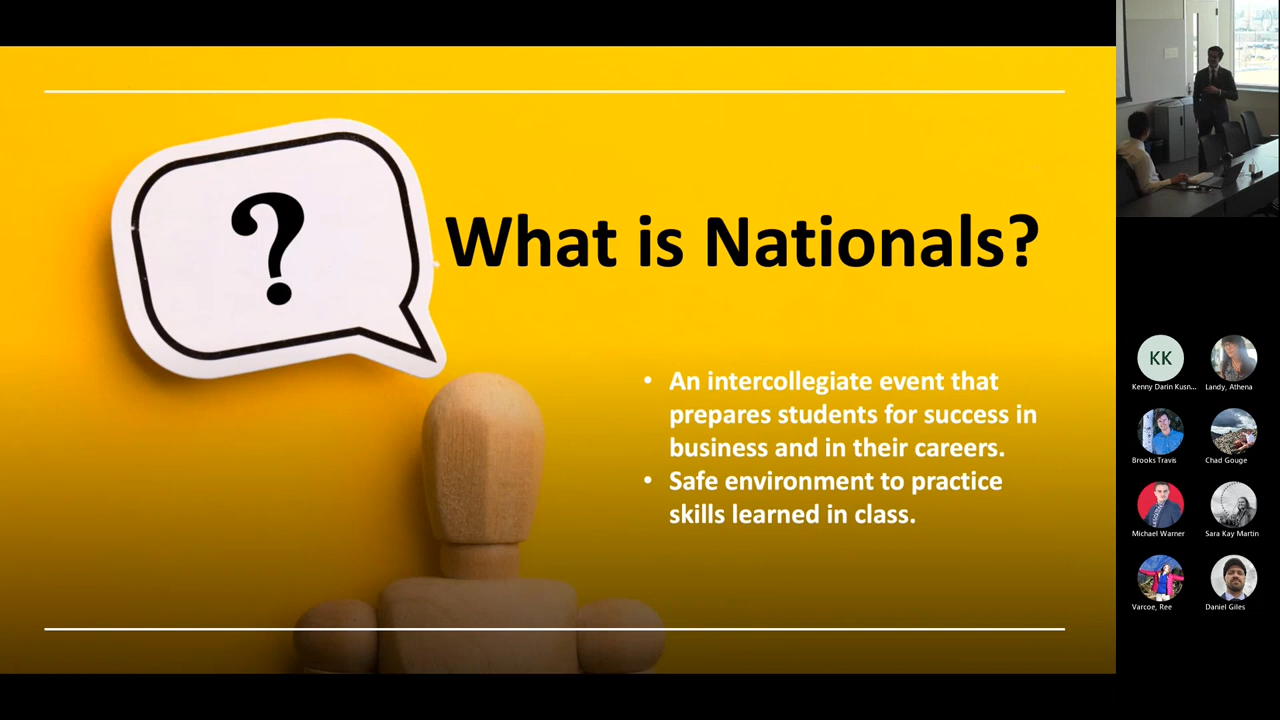 ?
What is Nationals?
• An intercollegiate event that
prepares students for success in
business and in their careers.
• Safe environment to practice
skills learned in class.
KK
Kenny Darin Kusn...
Landy, Athena
Brooks Travis
Chad Gouge
Michael Warner
Sara Kay Martin
Varcoe, Ree
Daniel Giles